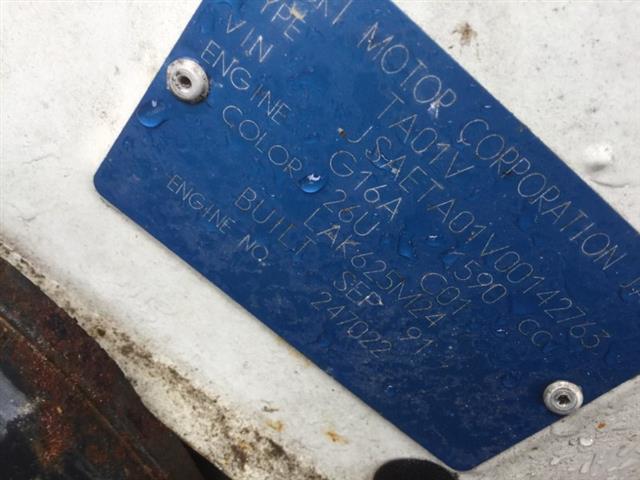 KI MOTOR CORPORATION
TYPE TA01V
VIN JSAETA01V00142763
ENGINE G16A 1590 CC
COLOR 26U C01
LAK625M24
BUILT SEP 91
ENGINE NO. 247022